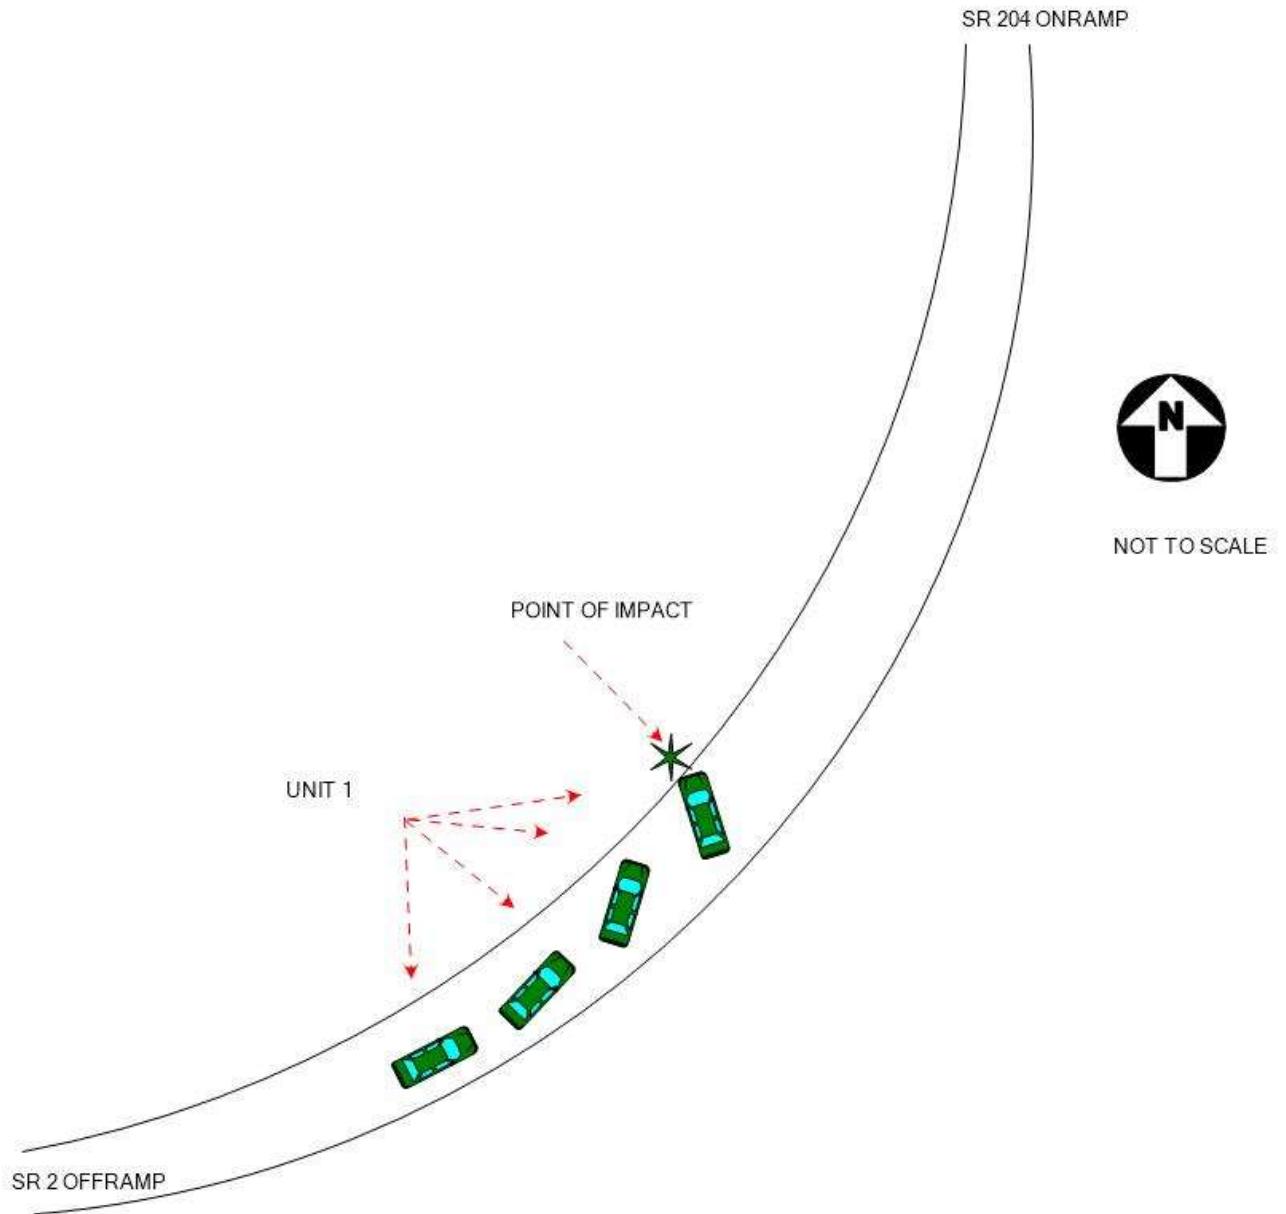 SR 204 ONRAMP
N
NOT TO SCALE
POINT OF IMPACT
UNIT 1
SR 2 OFFRAMP